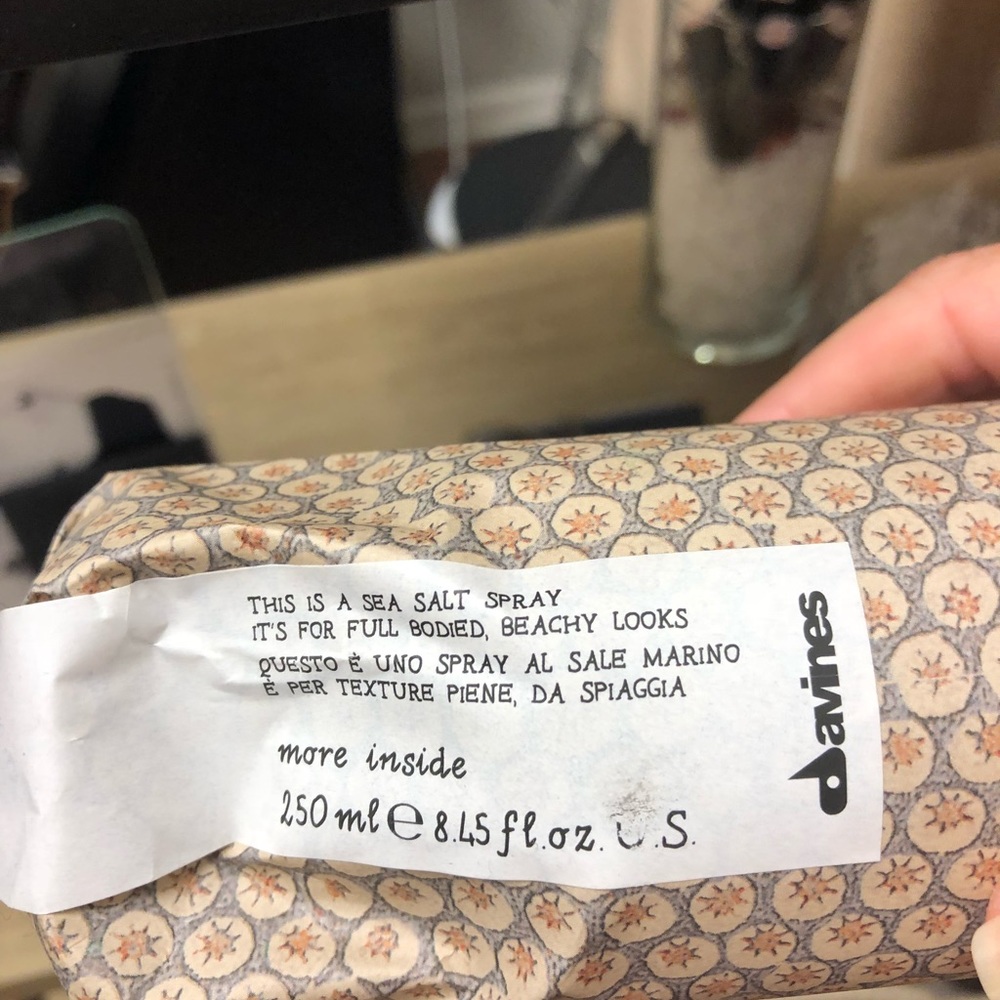 THIS IS A SEA SALT SPRAY
IT'S FOR FULL BODIED, BEACHY LOOKS
QUESTO È UNO SPRAY AL SALE MARINO
È PER TEXTURE PIENE, DA SPIAGGIA
more inside
250 ml e 8.45 fl.oz. U.S.
davines